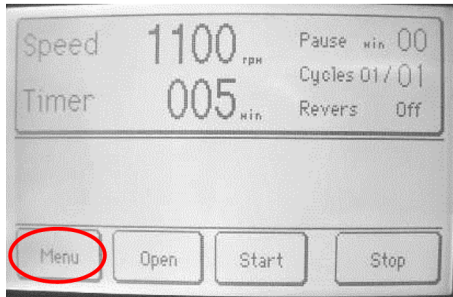 Speed 1100 rpm Pause min 00
Cycles 01/01
Timer 005 min Revers Off
Menu Open Start Stop